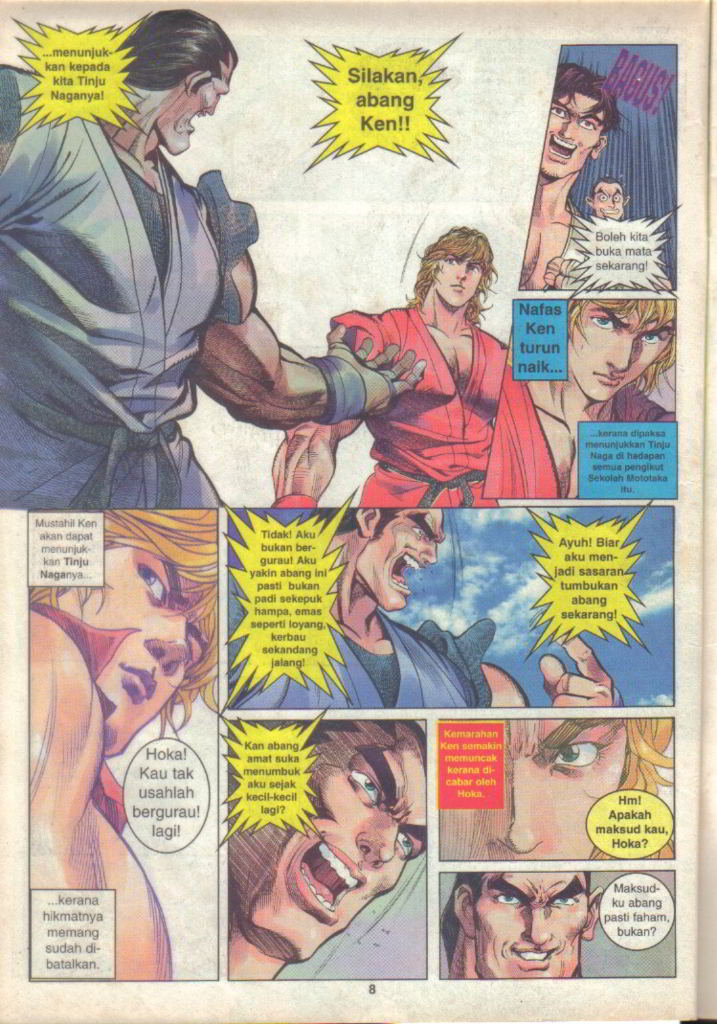 ...menunjuk-
kan kepada
kita Tinju
Naganya!
Silakan,
abang
Ken!!
BAGUS!
Boleh kita
buka mata
sekarang!
Nafas
Ken
turun
naik...
...kerana dipaksa
menunjukkan Tinju
Naga di hadapan
semua pengikut
Sekolah Mototaka
itu.
Mustahil Ken
akan dapat
menunjuk-
kan Tinju
Naganya...
Hoka!
Kau tak
usahlah
bergurau!
lagi!
...kerana
hikmatnya
memang
sudah di-
batalkan.
Tidak! Aku
bukan ber-
gurau! Aku
yakin abang ini
pasti bukan
padi sekepuk
hampa, emas
seperti loyang,
kerbau
sekandang
jalang!
Ayuh! Biar
aku men-
jadi sasaran
tumbukan
abang
sekarang!
Kan abang
amat suka
menumbuk
aku sejak
kecil-kecil
lagi?
Kemarahan
Ken semakin
memuncak
kerana di-
cabar oleh
Hoka.
Hm!
Apakah
maksud kau,
Hoka?
Maksud-
ku abang
pasti faham,
bukan?
8